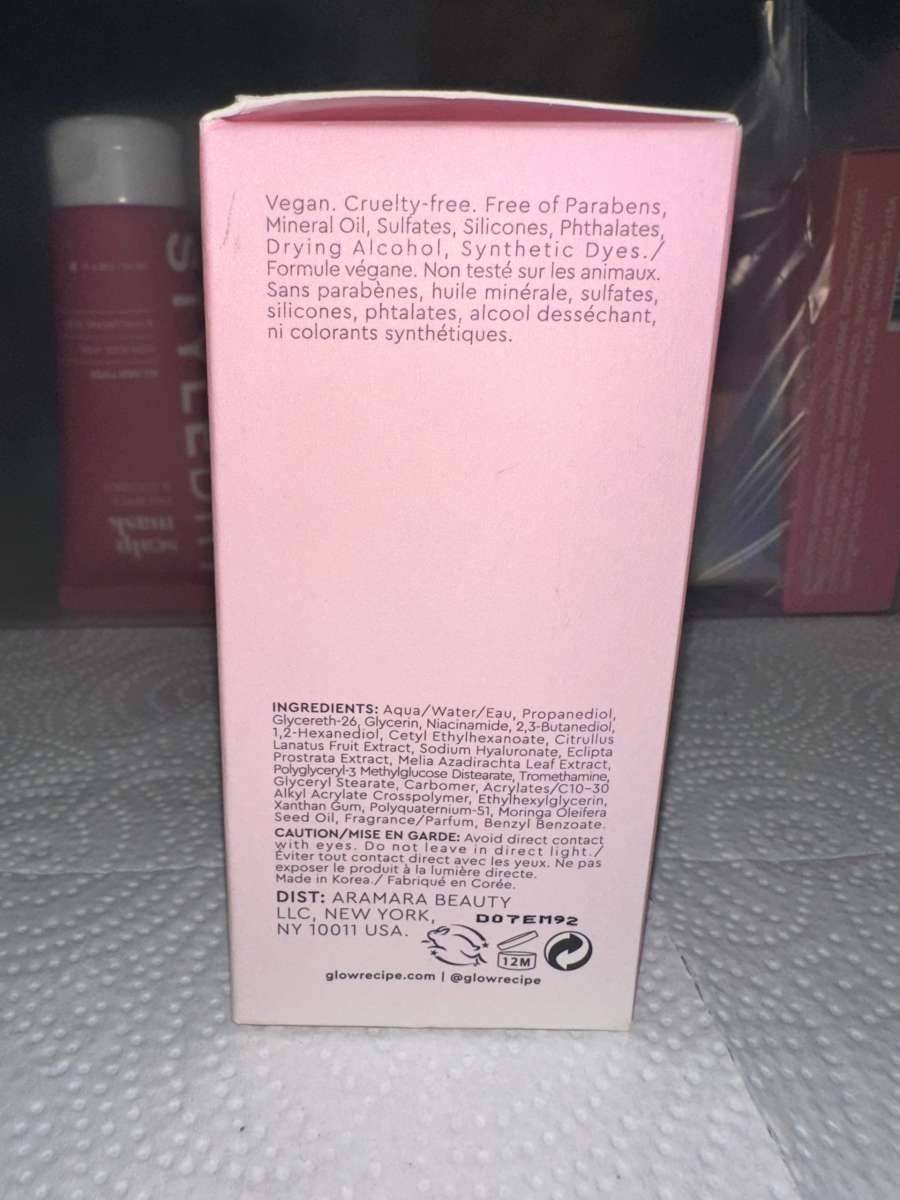 Vegan. Cruelty-free. Free of Parabens,
Mineral Oil, Sulfates, Silicones, Phthalates,
Drying Alcohol, Synthetic Dyes./
Formule végane. Non testé sur les animaux.
Sans parabènes, huile minérale, sulfates,
silicones, phtalates, alcool desséchant,
ni colorants synthétiques.
INGREDIENTS: Aqua/Water/Eau, Propanediol,
Glycereth-26, Glycerin, Niacinamide, 2,3-Butanediol,
1,2-Hexanediol, Cetyl Ethylhexanoate, Citrullus
Lanatus Fruit Extract, Sodium Hyaluronate, Eclipta
Prostrata Extract, Melia Azadirachta Leaf Extract,
Polyglyceryl-3 Methylglucose Distearate, Tromethamine,
Glyceryl Stearate, Carbomer, Acrylates/C10-30
Alkyl Acrylate Crosspolymer, Ethylhexylglycerin,
Xanthan Gum, Polyquaternium-51, Moringa Oleifera
Seed Oil, Fragrance/Parfum, Benzyl Benzoate.
CAUTION/MISE EN GARDE: Avoid direct contact
with eyes. Do not leave in direct light./
Éviter tout contact direct avec les yeux. Ne pas
exposer le produit à la lumière directe.
Made in Korea./ Fabriqué en Corée.
DIST: ARAMARA BEAUTY
LLC, NEW YORK,
NY 10011 USA.
D07EM92
12M
glowrecipe.com | @glowrecipe
scalp
mask